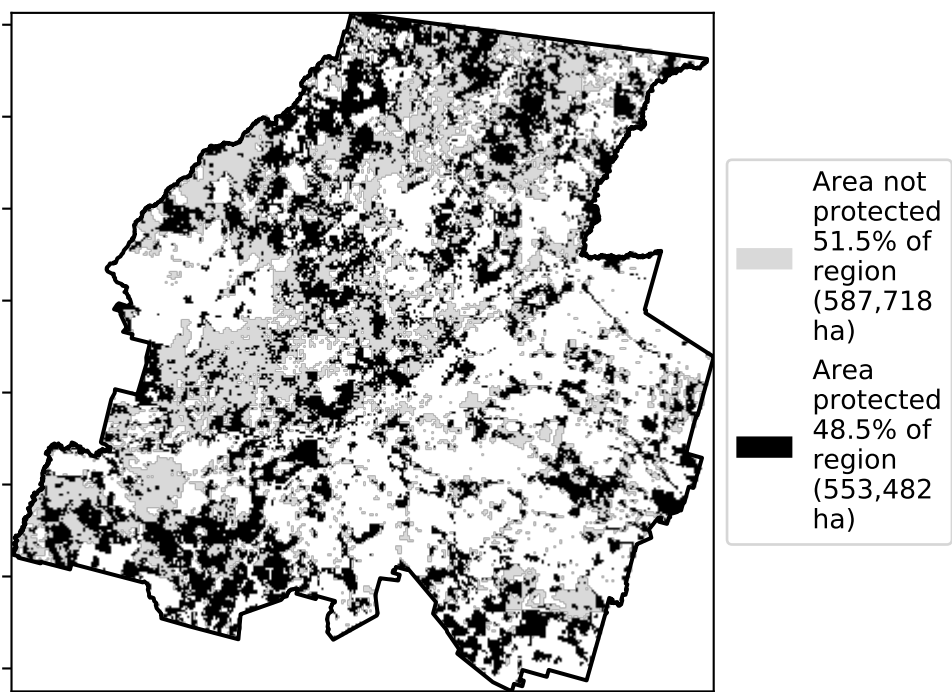 Area not
protected
51.5% of
region
(587,718
ha)
Area
protected
48.5% of
region
(553,482
ha)